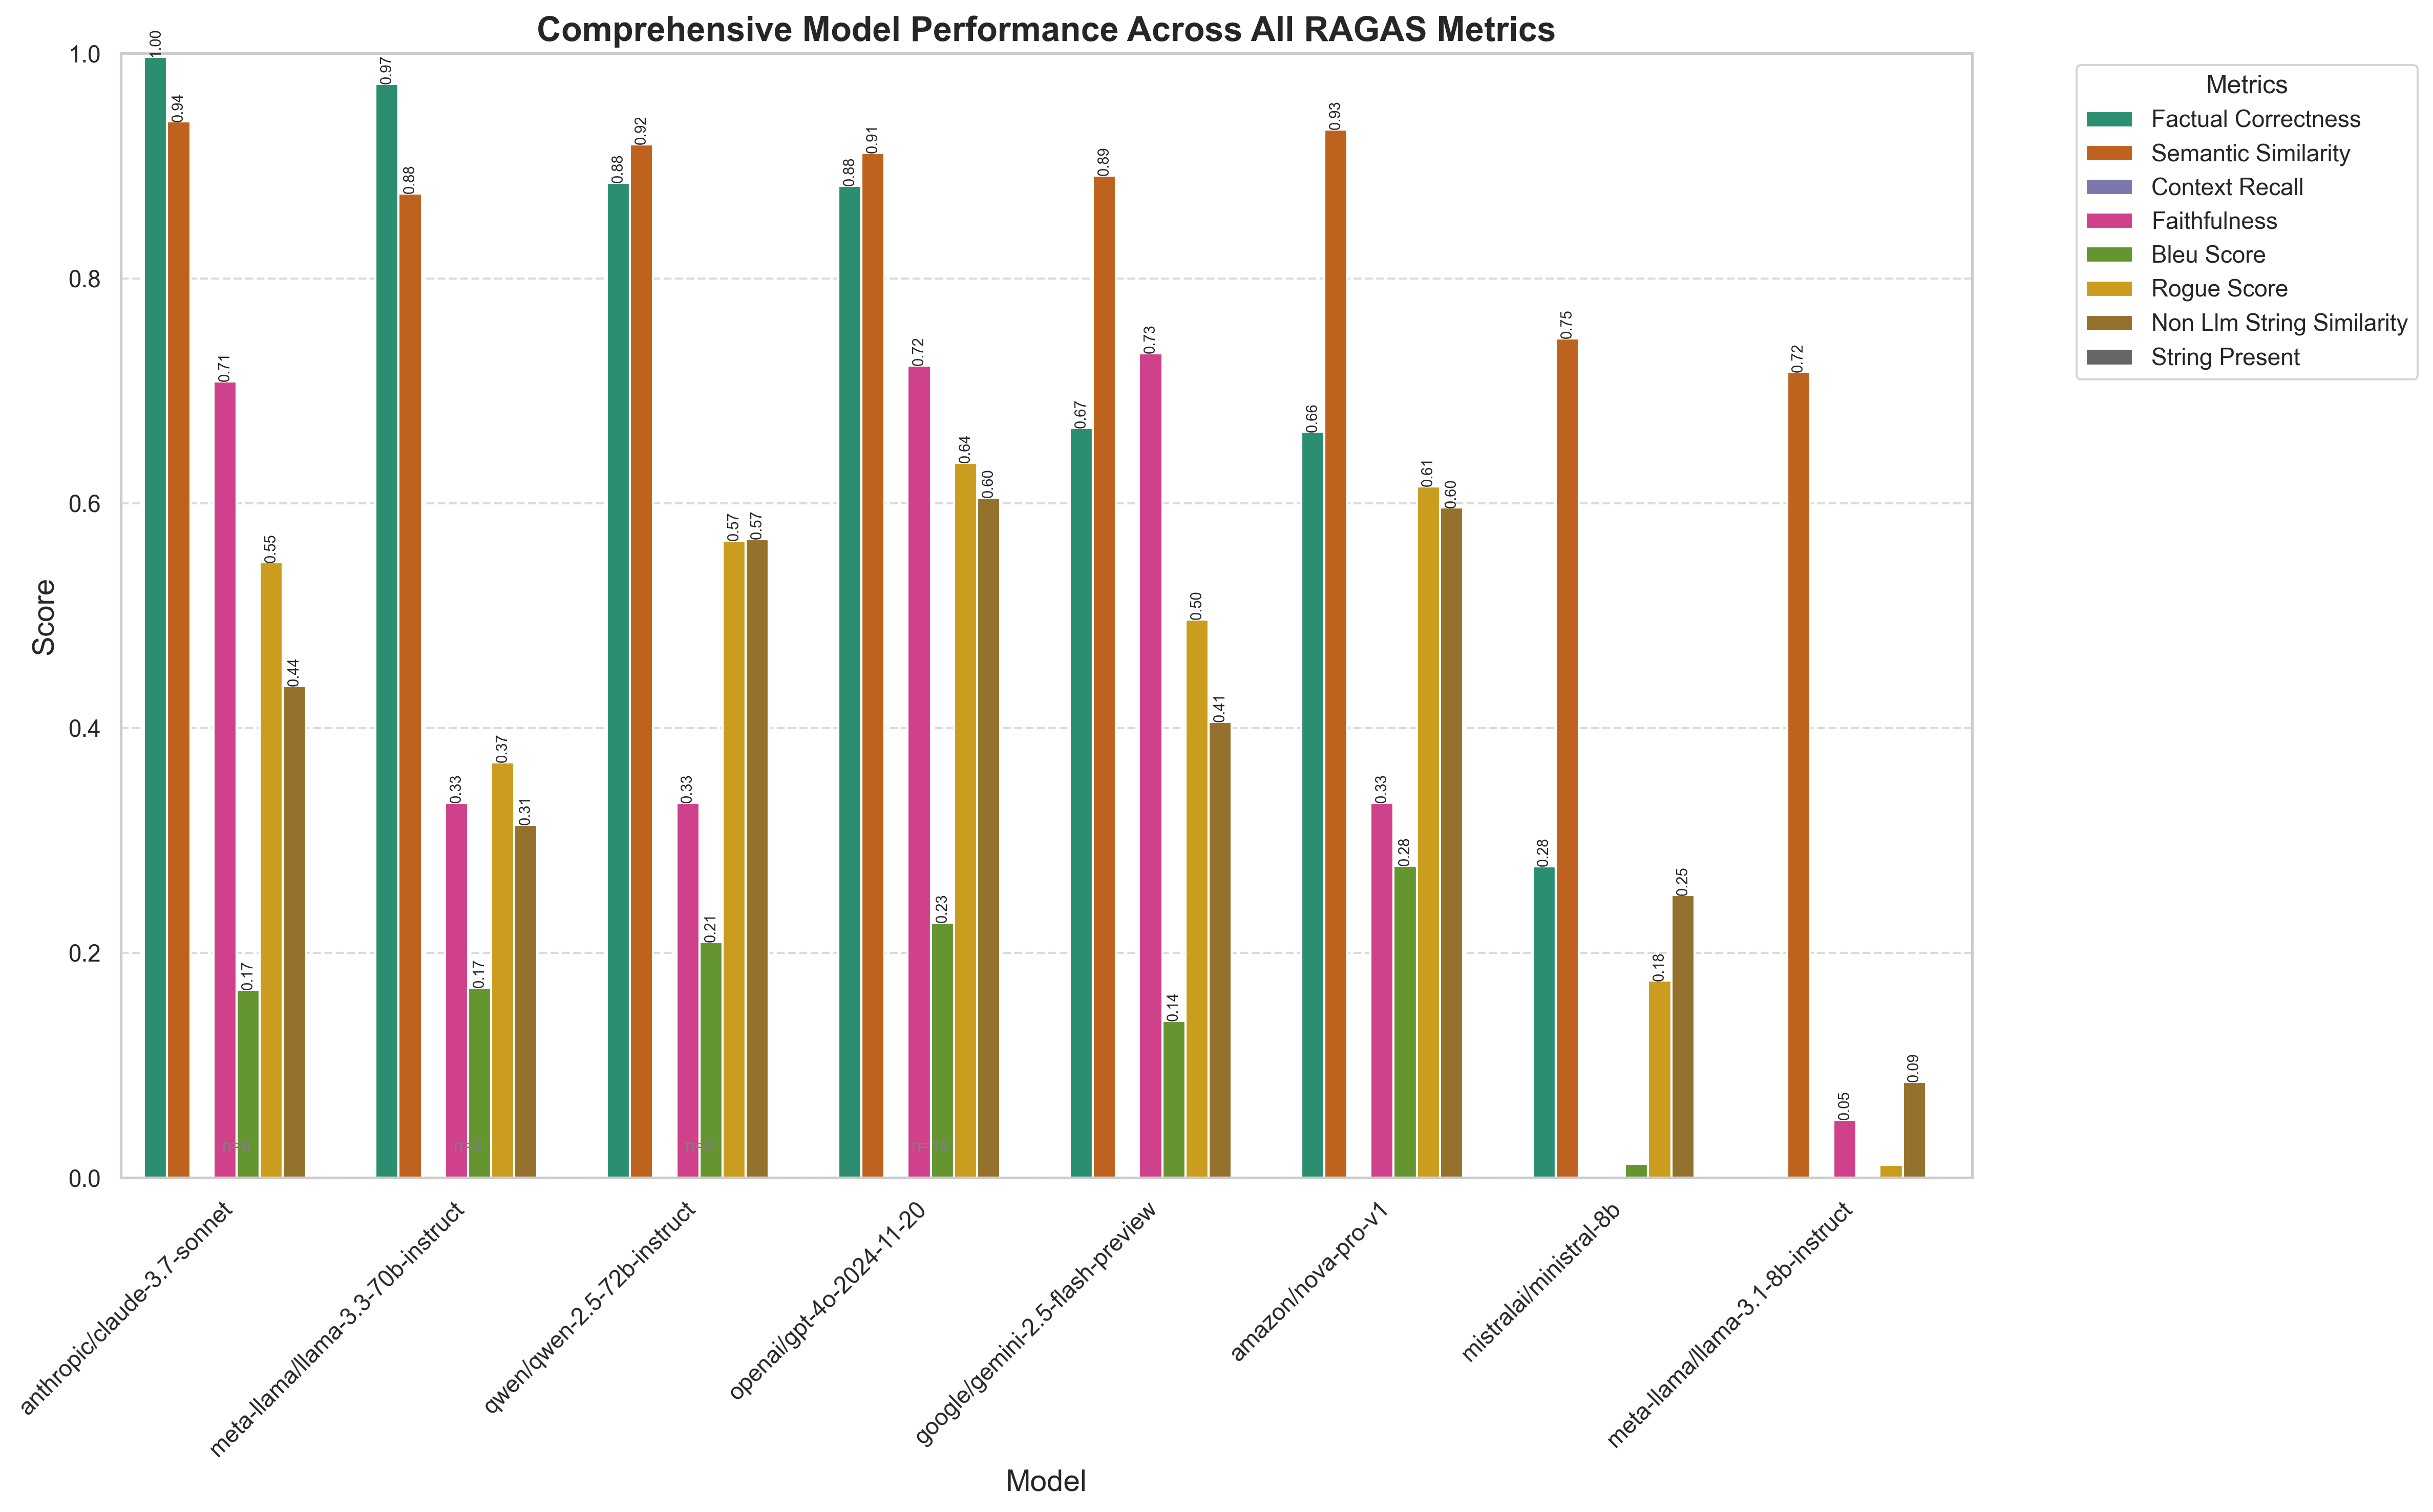 Comprehensive Model Performance Across All RAGAS Metrics
Score
1.0
0.8
0.6
0.4
0.2
0.0
1.00
0.94
0.71
0.17
0.55
0.44
0.97
0.88
0.33
0.17
0.37
0.31
0.88
0.92
0.33
0.21
0.57
0.57
0.88
0.91
0.72
0.23
0.64
0.60
0.67
0.89
0.73
0.14
0.50
0.41
0.66
0.93
0.33
0.28
0.61
0.60
0.28
0.75
0.18
0.25
0.72
0.05
0.09
anthropic/claude-3.7-sonnet
meta-llama/llama-3.3-70b-instruct
qwen/qwen-2.5-72b-instruct
openai/gpt-4o-2024-11-20
google/gemini-2.5-flash-preview
amazon/nova-pro-v1
mistralai/ministral-8b
meta-llama/llama-3.1-8b-instruct
Model
Metrics
Factual Correctness
Semantic Similarity
Context Recall
Faithfulness
Bleu Score
Rogue Score
Non Llm String Similarity
String Present